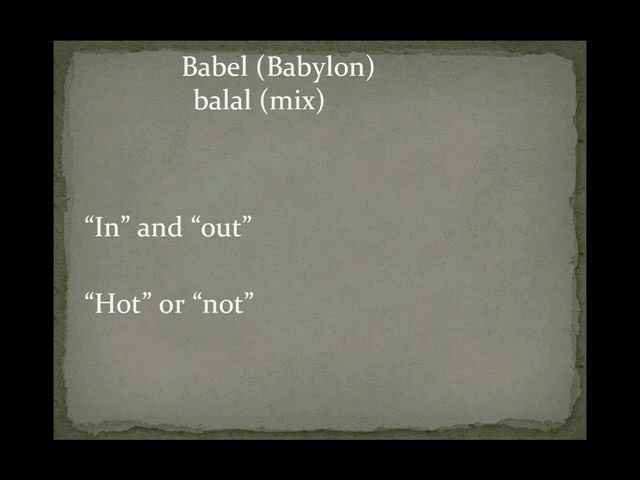 Babel (Babylon)
balal (mix)
“In” and “out”
“Hot” or “not”